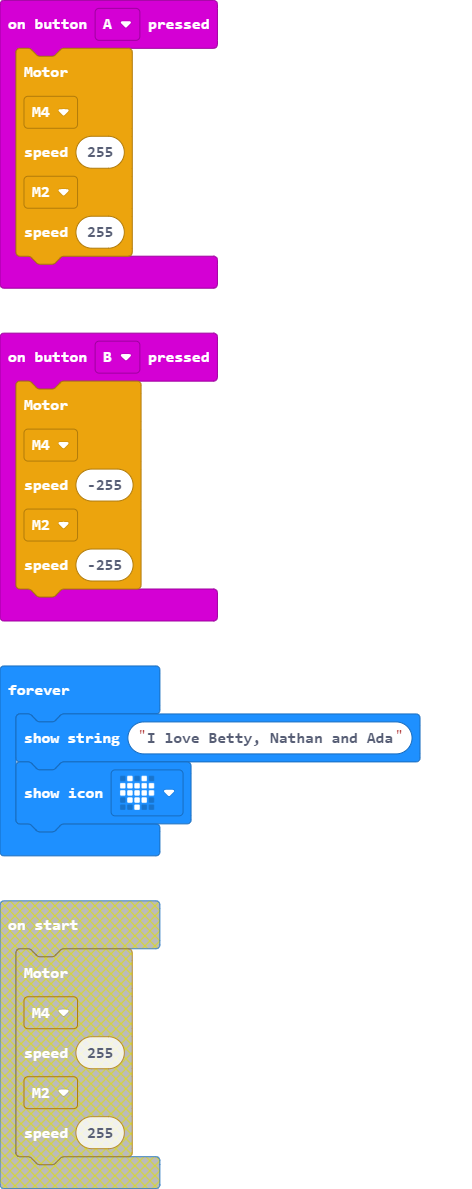 on button A pressed
Motor
M4
speed 255
M2
speed 255
on button B pressed
Motor
M4
speed -255
M2
speed -255
forever
show string "I love Betty, Nathan and Ada"
show icon
on start
Motor
M4
speed 255
M2
speed 255